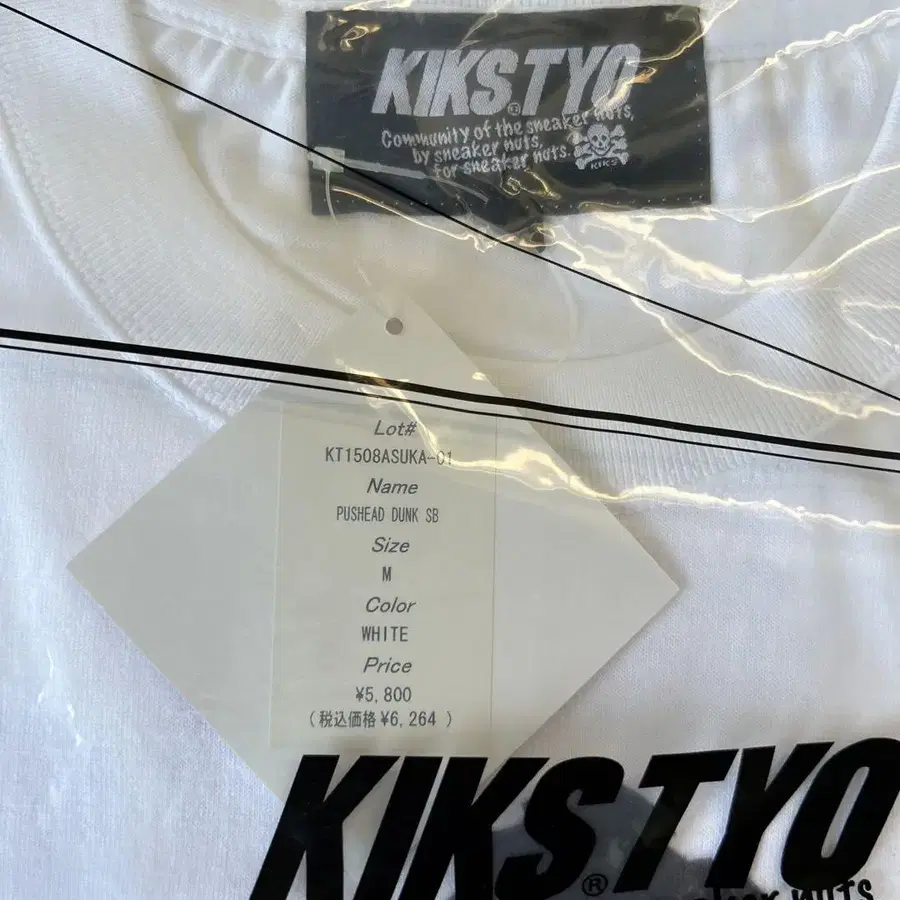 KIKS TYO
®
Community of the sneaker nuts,
by sneaker nuts,
for sneaker nuts.
KIKS
Lot#
KT1508ASUKA-01
Name
PUSHEAD DUNK SB
Size
M
Color
WHITE
Price
¥5,800
(税込価格¥6,264 )
KIKS TYO
®
nuts